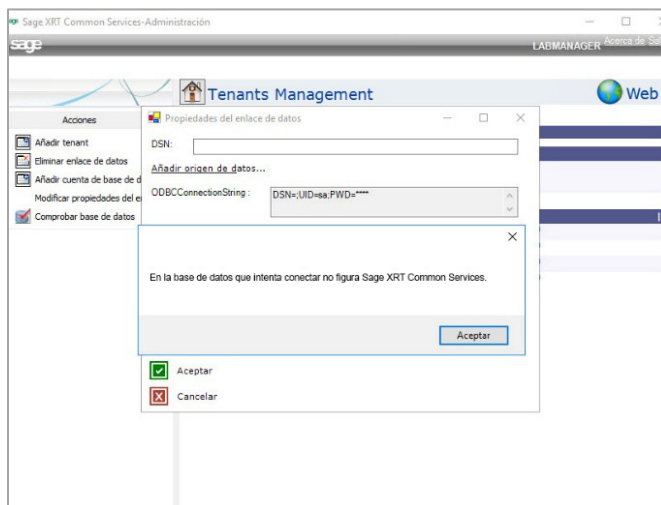 Sage XRT Common Services-Administración
sage
LABMANAGER Acerca de
Tenants Management
Web
Acciones
Añadir tenant
Eliminar enlace de datos
Añadir cuenta de base de d
Modificar propiedades del e
Comprobar base de datos
Propiedades del enlace de datos
DSN:
Añadir origen de datos...
ODBCConnectionString :
DSN=;UID=sa;PWD=****
En la base de datos que intenta conectar no figura Sage XRT Common Services.
Aceptar
Aceptar
Cancelar